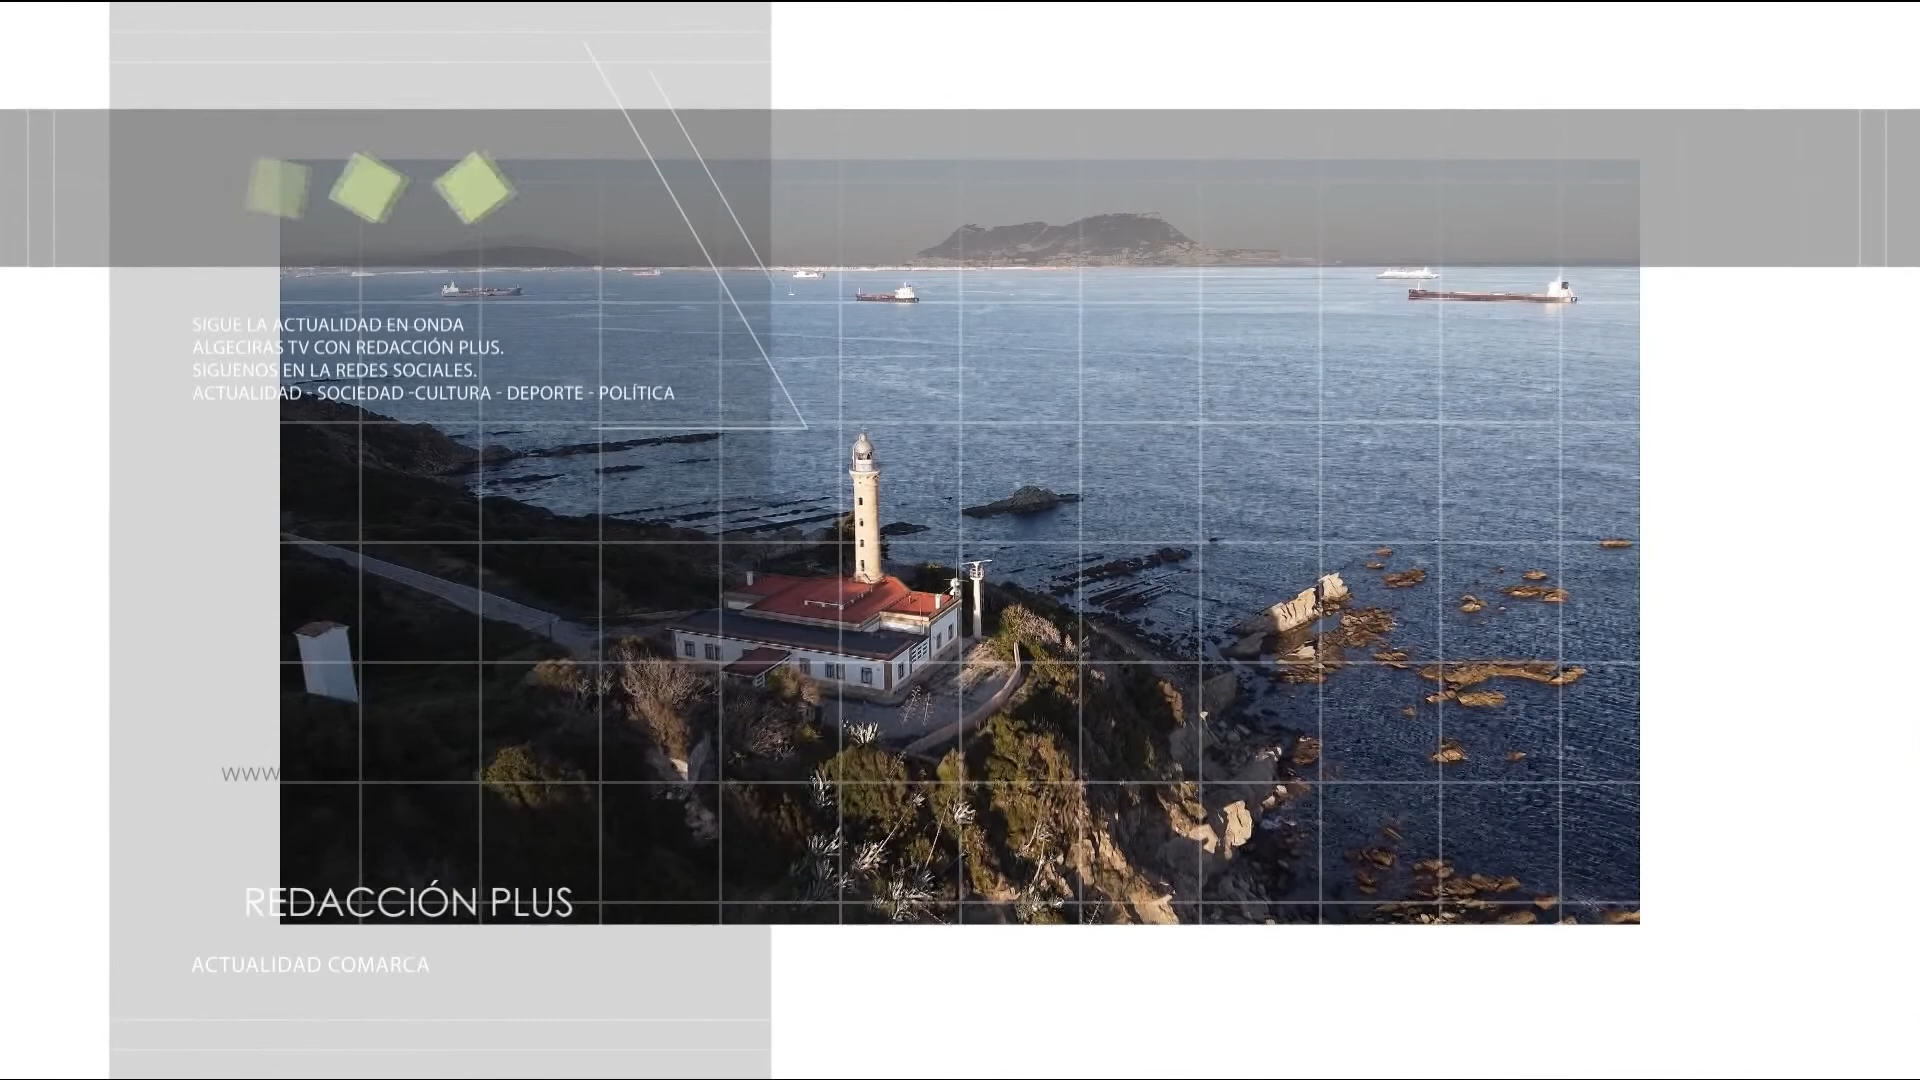 SIGUE LA ACTUALIDAD EN ONDA
ALGECIRAS TV CON REDACCIÓN PLUS.
SIGUENOS EN LA REDES SOCIALES.
ACTUALIDAD - SOCIEDAD -CULTURA - DEPORTE - POLÍTICA
www
REDACCIÓN PLUS
ACTUALIDAD COMARCA